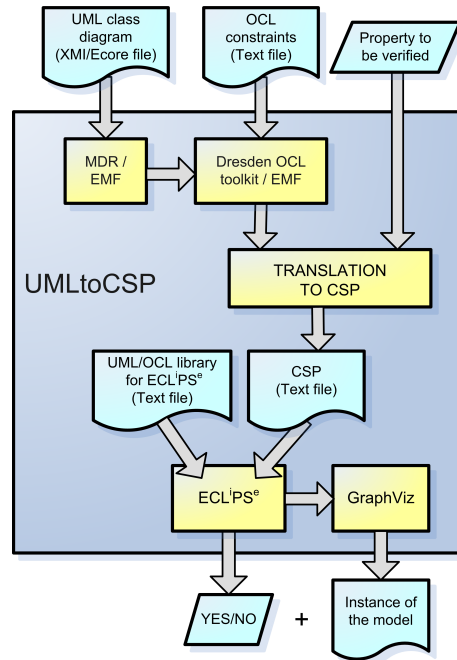 UML class
diagram
(XMI/Ecore file)
OCL
constraints
(Text file)
Property to
be verified
MDR /
EMF
Dresden OCL
toolkit / EMF
TRANSLATION
TO CSP
UMLtoCSP
UML/OCL library
for ECLⁱPSᵉ
(Text file)
CSP
(Text file)
ECLⁱPSᵉ
GraphViz
YES/NO
+
Instance of
the model